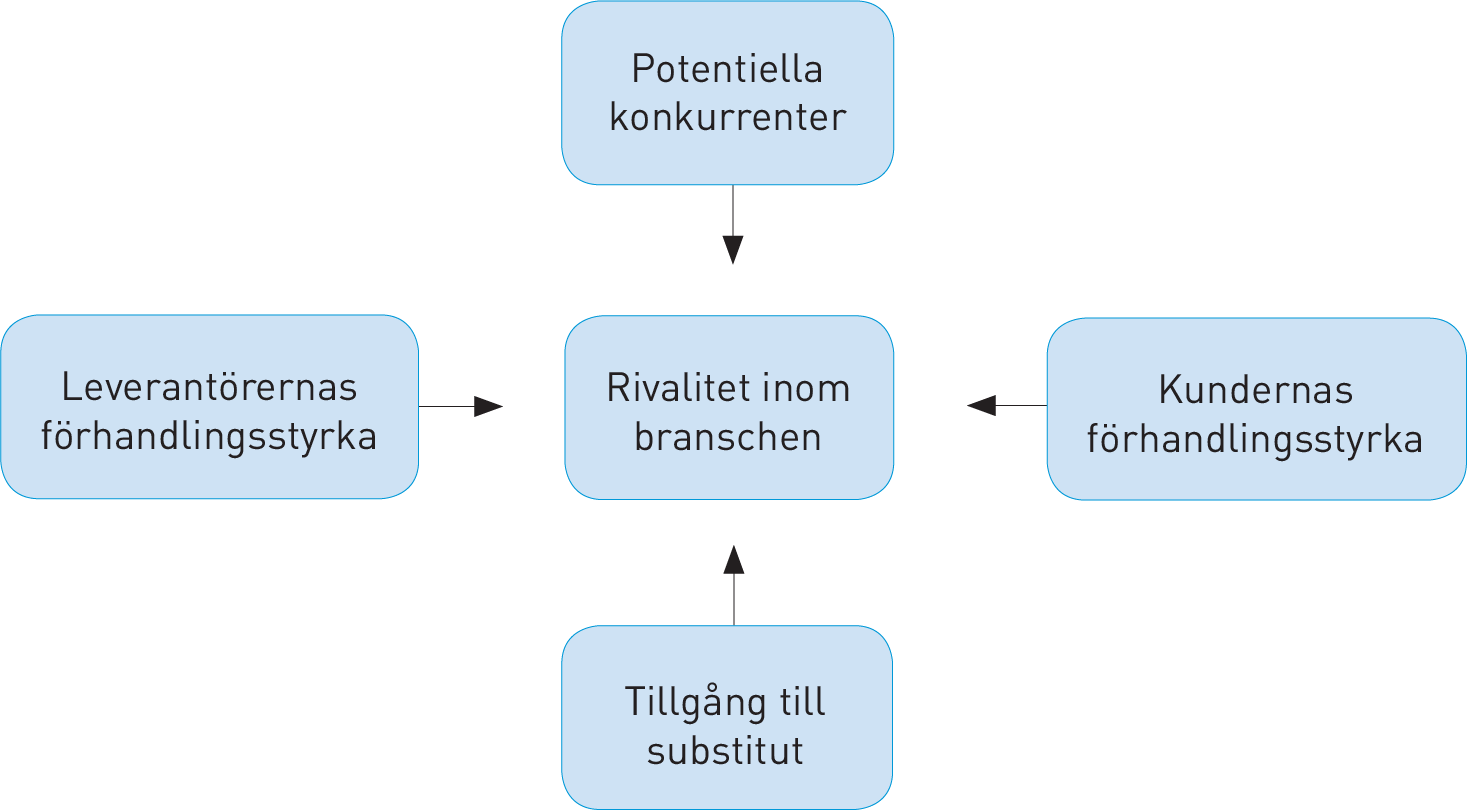 Potentiella
konkurrenter
Leverantörernas
förhandlingsstyrka
Rivalitet inom
branschen
Kundernas
förhandlingsstyrka
Tillgång till
substitut